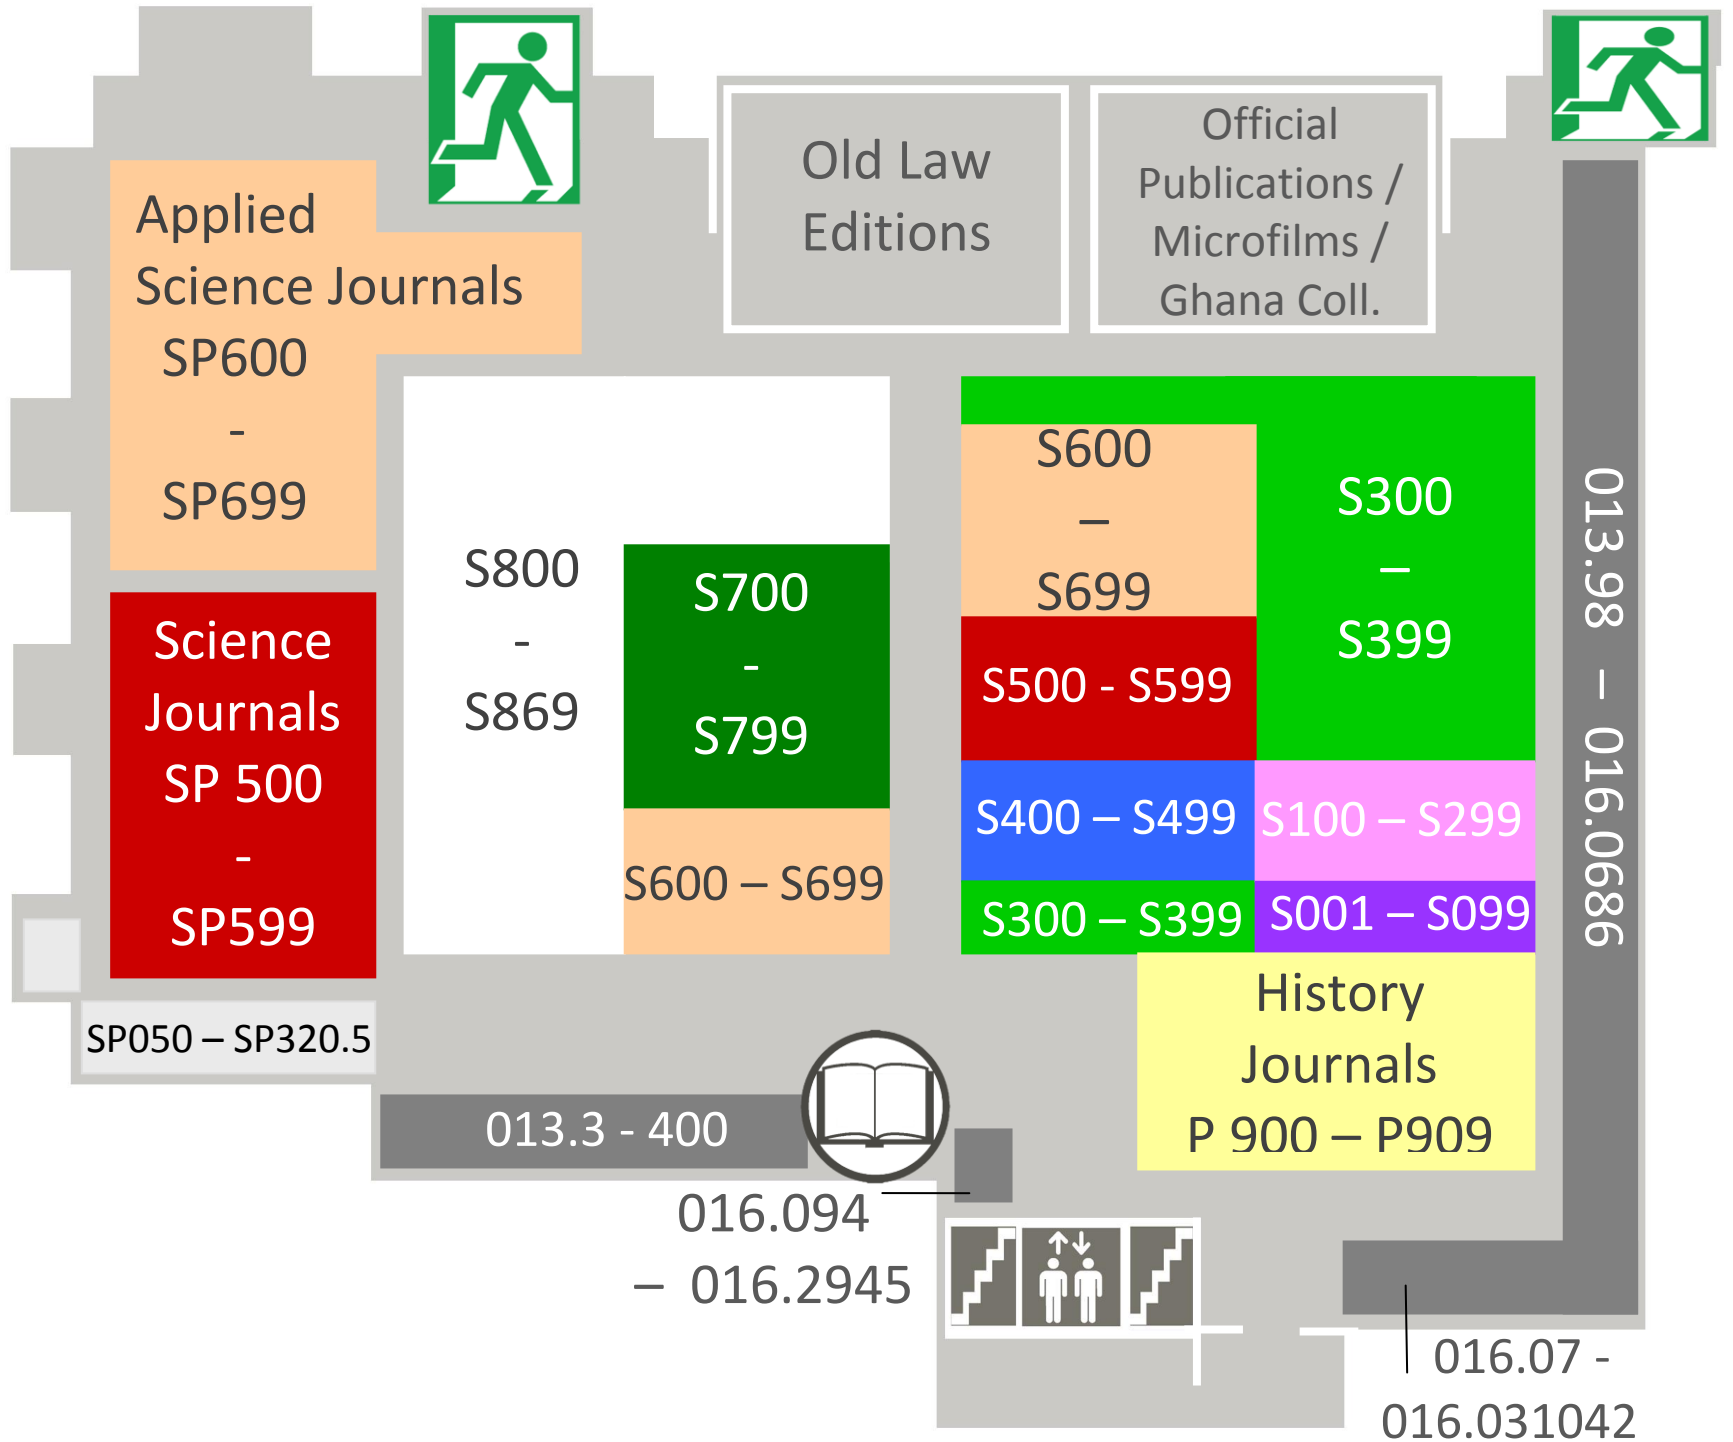 Old Law
Editions
Official
Publications /
Microfilms /
Ghana Coll.
Applied
Science Journals
SP600
-
SP699
Science
Journals
SP 500
-
SP599
SP050 – SP320.5
S800
-
S869
S700
-
S799
S600 – S699
S600
–
S699
S300
–
S399
S500 - S599
S400 – S499
S100 – S299
S300 – S399
S001 – S099
History
Journals
P 900 – P909
013.98 – 016.0686
013.3 - 400
016.094
– 016.2945
016.07 -
016.031042